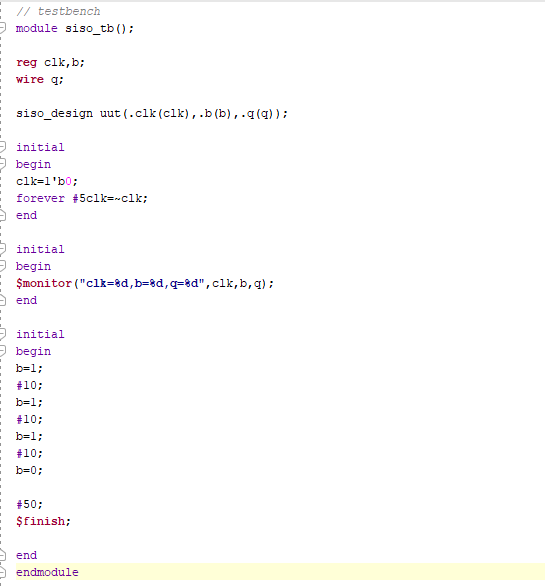 // testbench
module siso_tb();
reg clk,b;
wire q;
siso_design uut(.clk(clk),.b(b),.q(q));
initial
begin
clk=1'b0;
forever #5clk=~clk;
end
initial
begin
$monitor("clk=%d,b=%d,q=%d",clk,b,q);
end
initial
begin
b=1;
#10;
b=1;
#10;
b=1;
#10;
b=0;
#50;
$finish;
end
endmodule